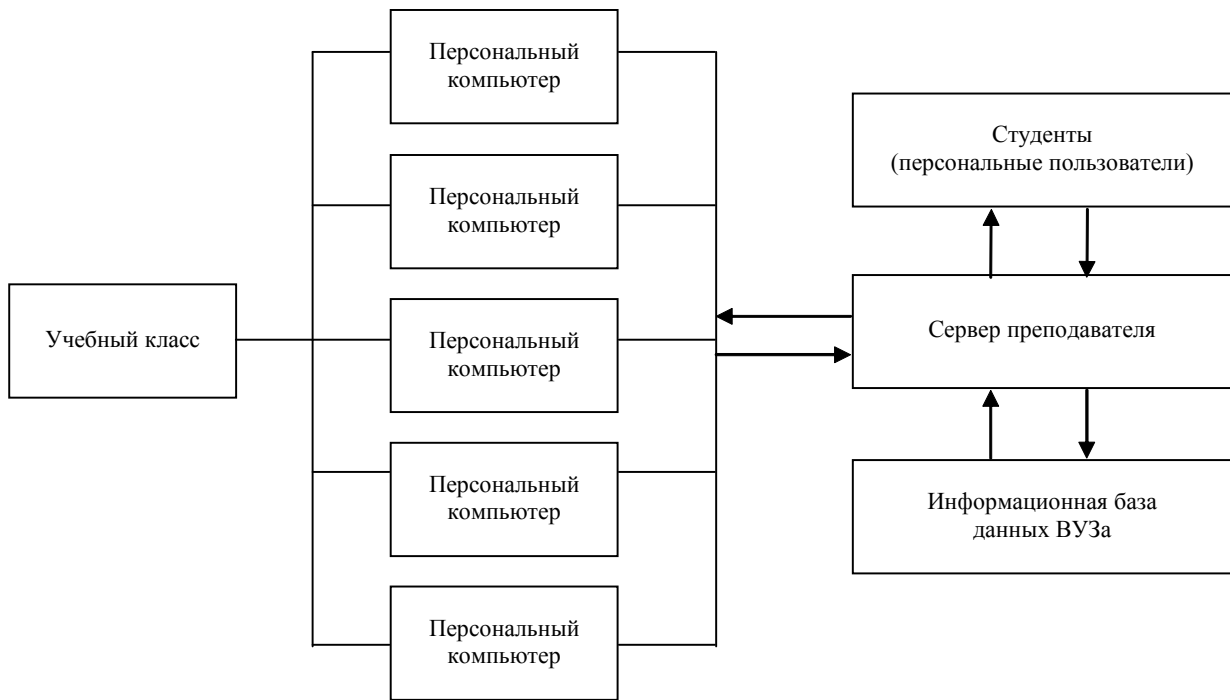 Учебный класс
Персональный
компьютер
Персональный
компьютер
Персональный
компьютер
Персональный
компьютер
Персональный
компьютер
Студенты
(персональные пользователи)
Сервер преподавателя
Информационная база
данных ВУЗа